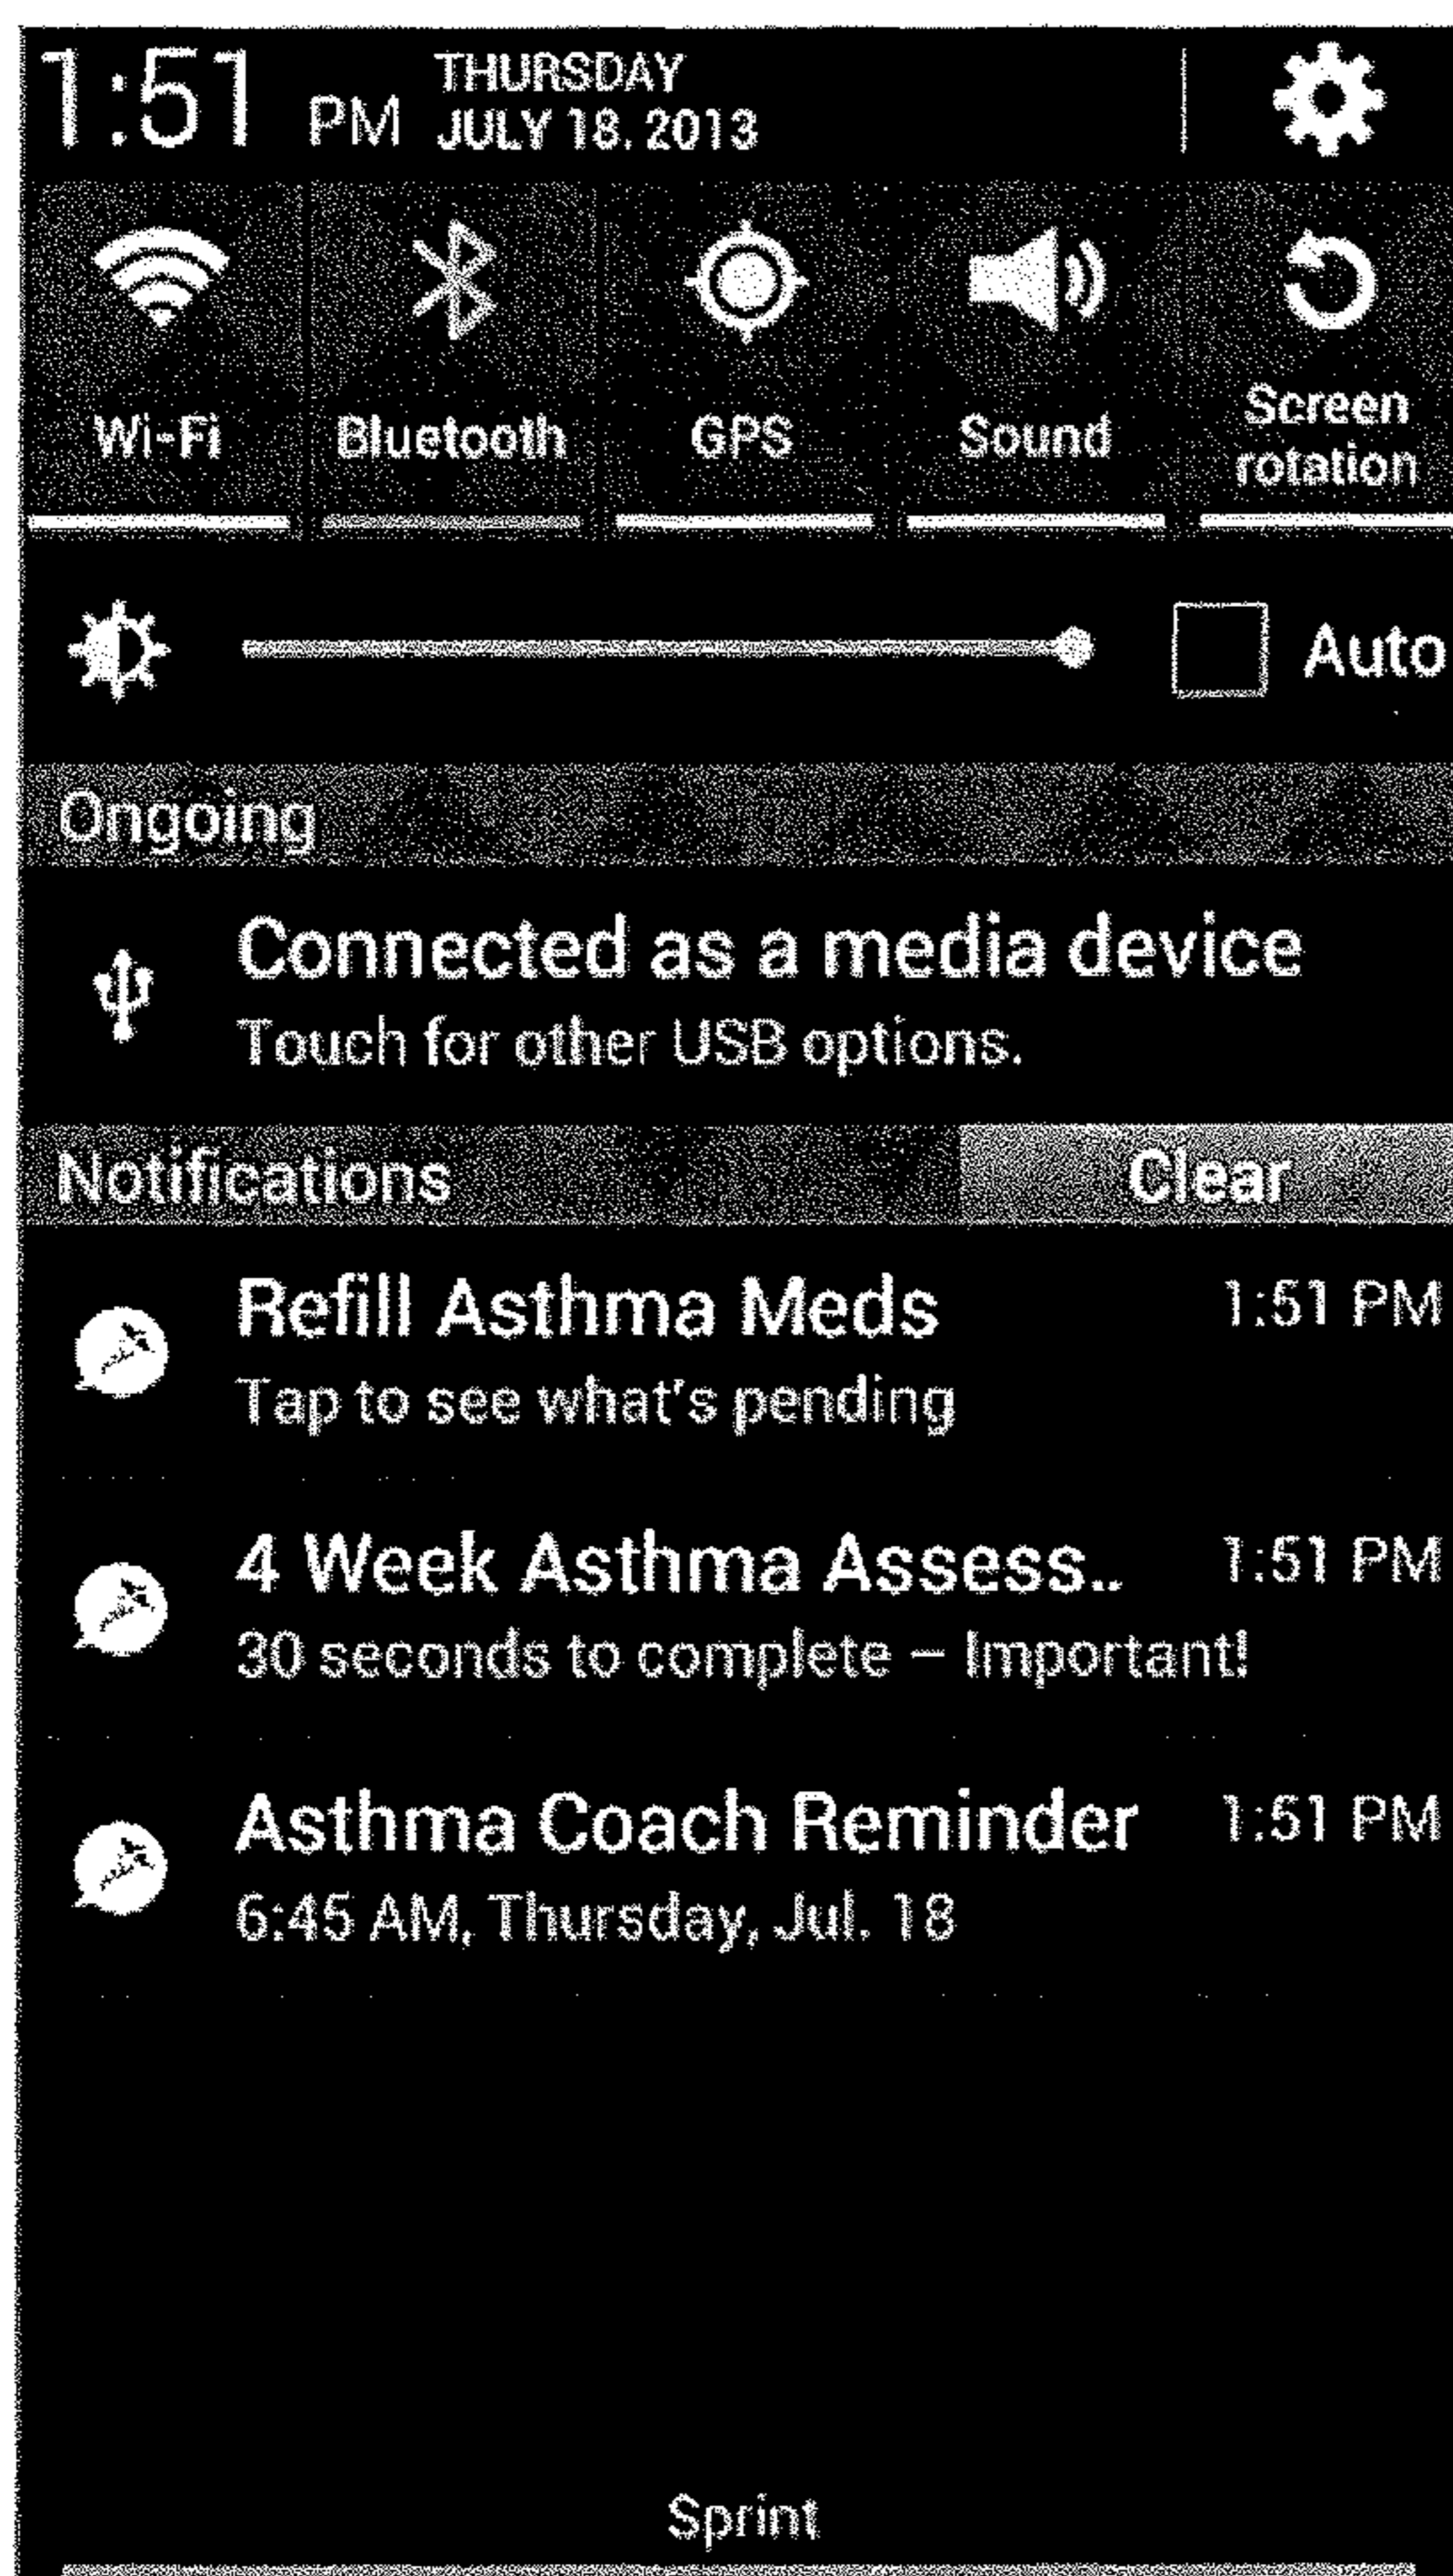 1:51 PM THURSDAY
JULY 18, 2013
Wi-Fi Bluetooth GPS Sound Screen rotation
Auto
Ongoing
Connected as a media device
Touch for other USB options.
Notifications Clear
Refill Asthma Meds 1:51 PM
Tap to see what's pending
4 Week Asthma Assess.. 1:51 PM
30 seconds to complete – Important!
Asthma Coach Reminder 1:51 PM
6:45 AM, Thursday, Jul. 18
Sprint